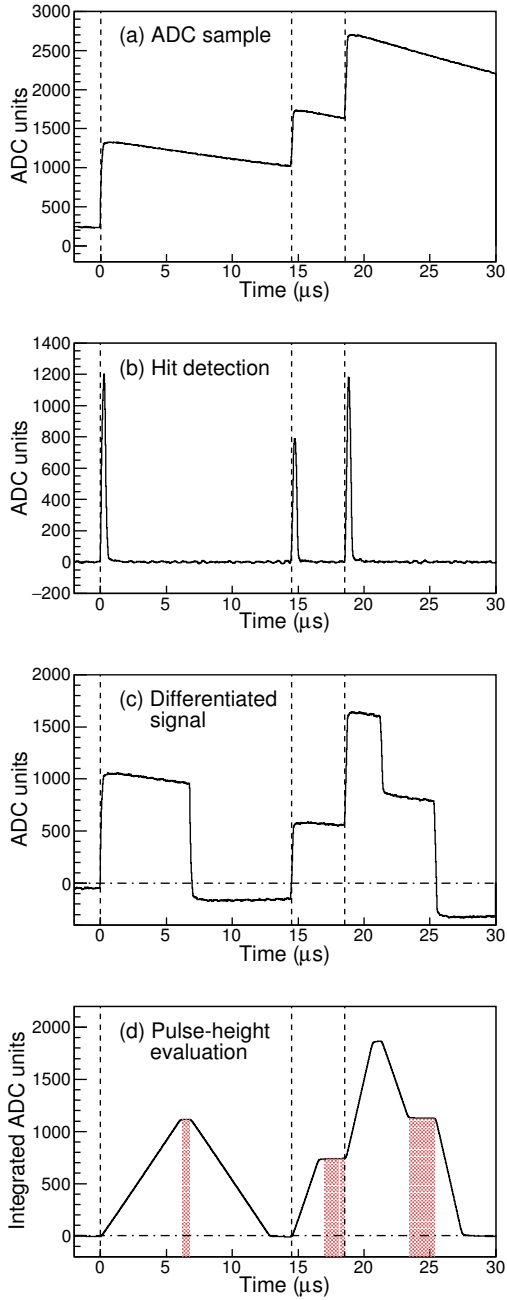 (a) ADC sample
ADC units
3000
2500
2000
1500
1000
500
0
0 5 10 15 20 25 30
Time (μs)
(b) Hit detection
ADC units
1400
1200
1000
800
600
400
200
0
−200
0 5 10 15 20 25 30
Time (μs)
(c) Differentiated
signal
ADC units
2000
1500
1000
500
0
0 5 10 15 20 25 30
Time (μs)
(d) Pulse-height
evaluation
Integrated ADC units
2000
1500
1000
500
0
0 5 10 15 20 25 30
Time (μs)